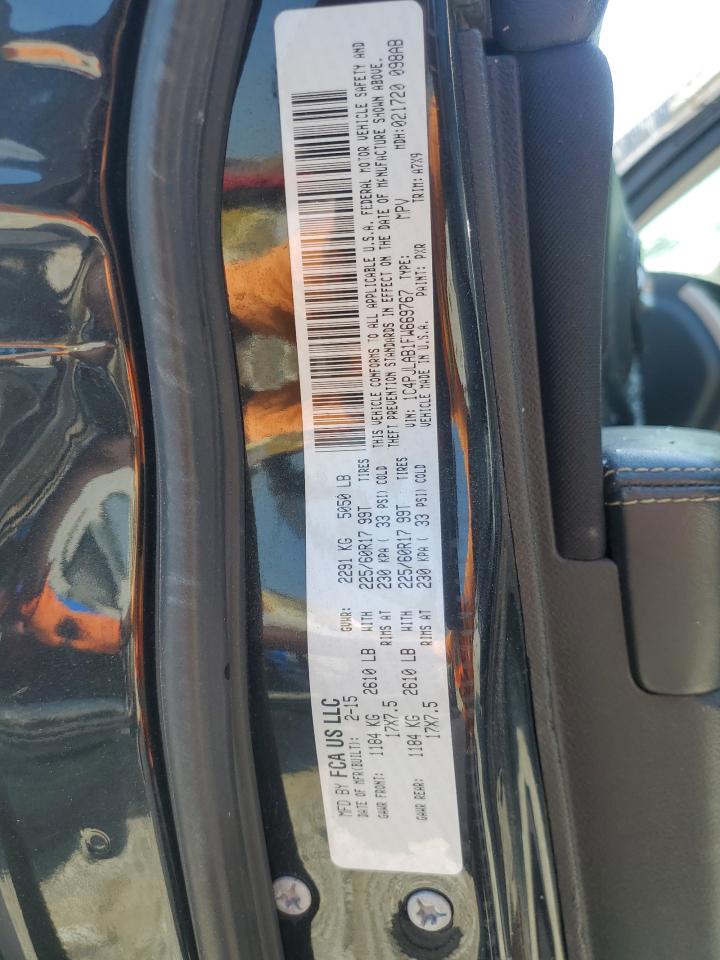 MFD BY FCA US LLC
DATE OF MFR(BUILT): 2-15 GVWR: 2291 KG 5050 LB
GAWR FRONT: 1184 KG 2610 LB WITH 225/60R17 99T TIRES
17X7.5 RIMS AT 230 KPA ( 33 PSI) COLD
GAWR REAR: 1184 KG 2610 LB WITH 225/60R17 99T TIRES
17X7.5 RIMS AT 230 KPA ( 33 PSI) COLD
THIS VEHICLE CONFORMS TO ALL APPLICABLE U.S.A. FEDERAL MOTOR VEHICLE SAFETY AND
THEFT PREVENTION STANDARDS IN EFFECT ON THE DATE OF MANUFACTURE SHOWN ABOVE.
VIN: 1C4PJLAB1FW669767 TYPE: MPV MDH:021720 098AB
VEHICLE MADE IN U.S.A. PAINT: PXR TRIM: A7X9